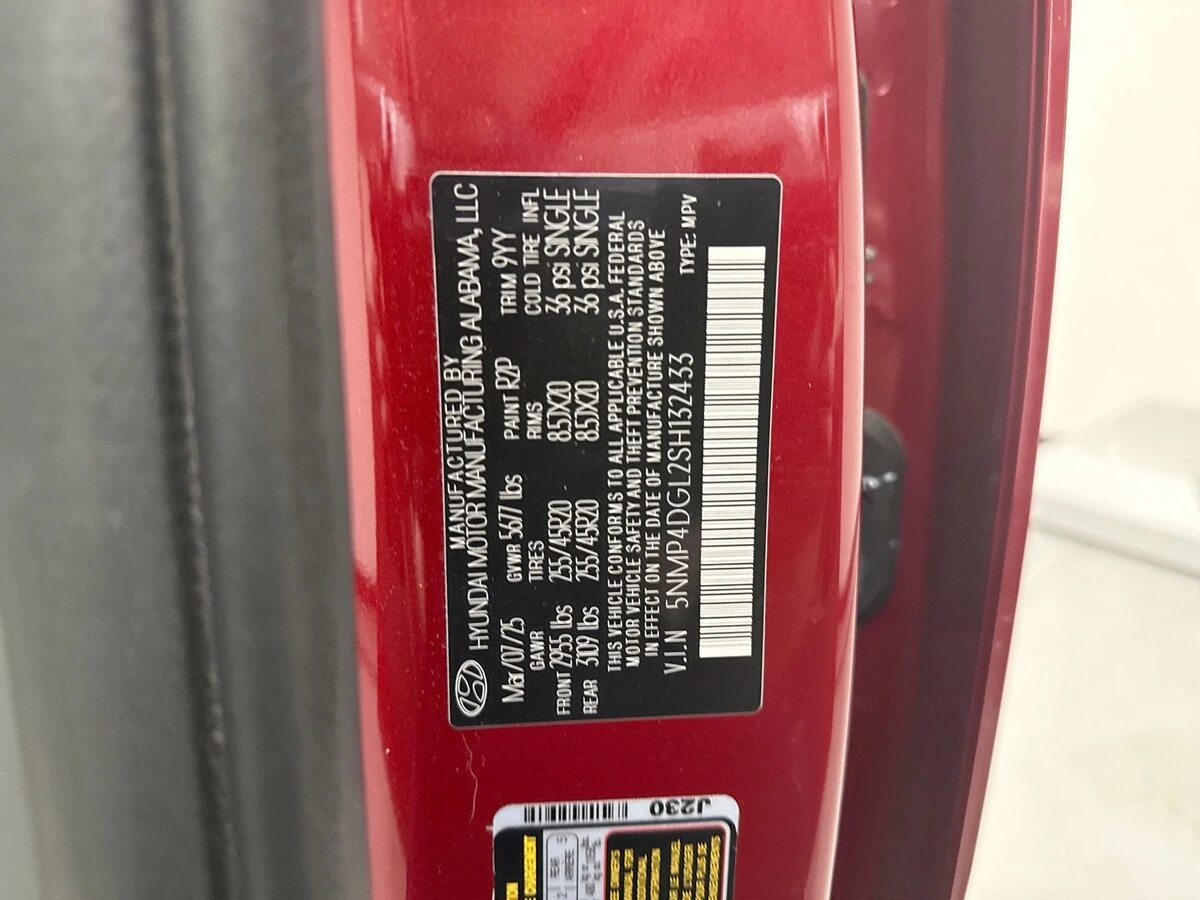 MANUFACTURED BY
HYUNDAI MOTOR MANUFACTURING ALABAMA, LLC
Mar/07/25 GVWR 5677 lbs PAINT R2P TRIM 9YY
GAWR TIRES RIMS COLD TIRE INFL
FRONT 2955 lbs 255/45R20 8.5JX20 36 psi SINGLE
REAR 3109 lbs 255/45R20 8.5JX20 36 psi SINGLE
THIS VEHICLE CONFORMS TO ALL APPLICABLE U.S.A. FEDERAL
MOTOR VEHICLE SAFETY AND THEFT PREVENTION STANDARDS
IN EFFECT ON THE DATE OF MANUFACTURE SHOWN ABOVE
V.I.N 5NMP4DGL2SH132433 TYPE: MPV
J230
REAR 
ARRIERE 5